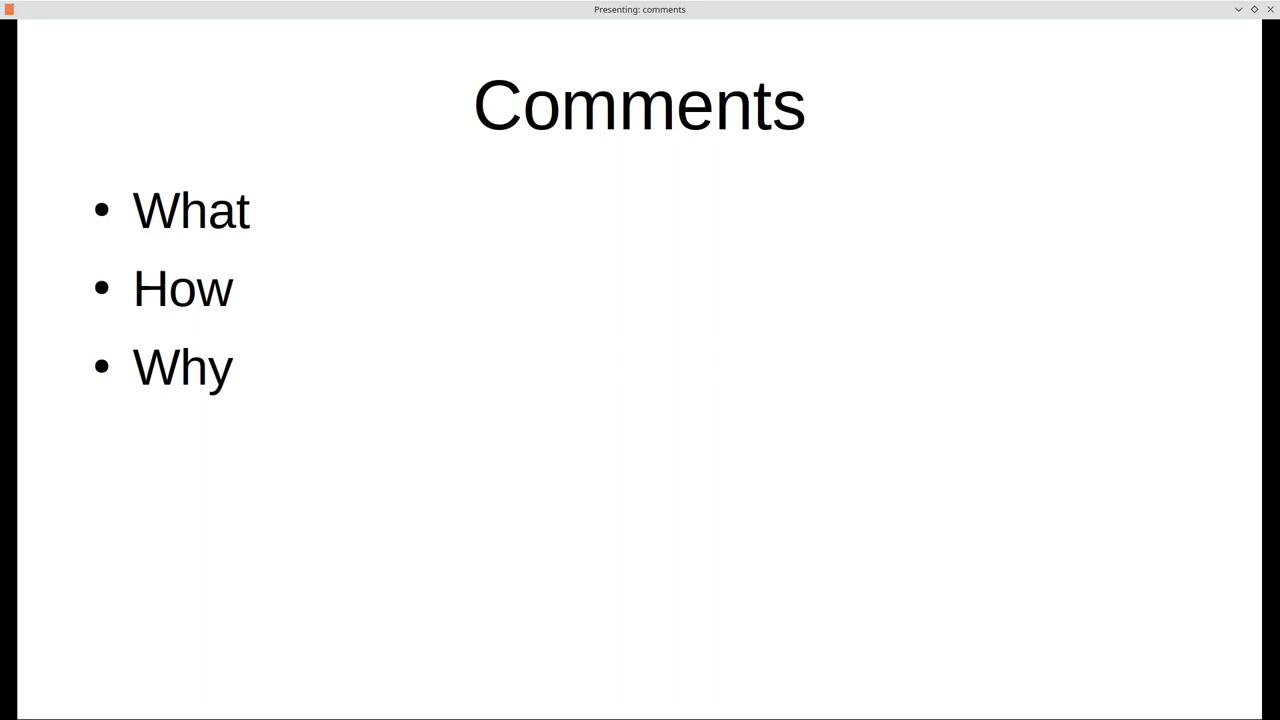 Presenting: comments
Comments
• What
• How
• Why